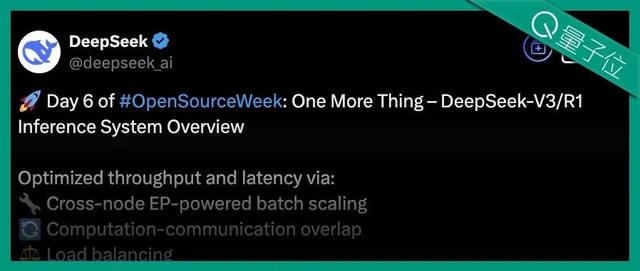 DeepSeek
@deepseek_ai
量子位
🚀 Day 6 of #OpenSourceWeek: One More Thing – DeepSeek-V3/R1
Inference System Overview
Optimized throughput and latency via:
🔧 Cross-node EP-powered batch scaling
🔄 Computation-communication overlap
⚖️ Load balancing